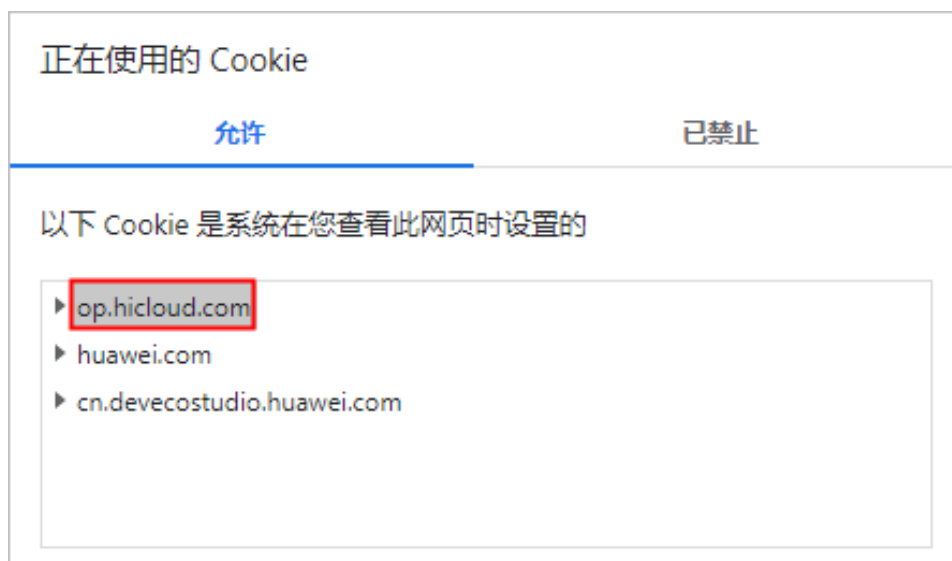 正在使用的 Cookie
允许
已禁止
以下 Cookie 是系统在您查看此网页时设置的
op.hicloud.com
huawei.com
cn.devecostudio.huawei.com